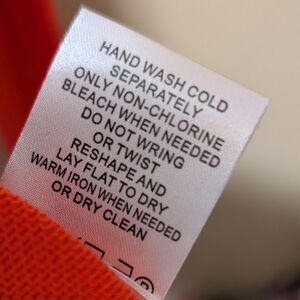 HAND WASH COLD
SEPARATELY
ONLY NON-CHLORINE
BLEACH WHEN NEEDED
DO NOT WRING
OR TWIST
RESHAPE AND
LAY FLAT TO DRY
WARM IRON WHEN NEEDED
OR DRY CLEAN